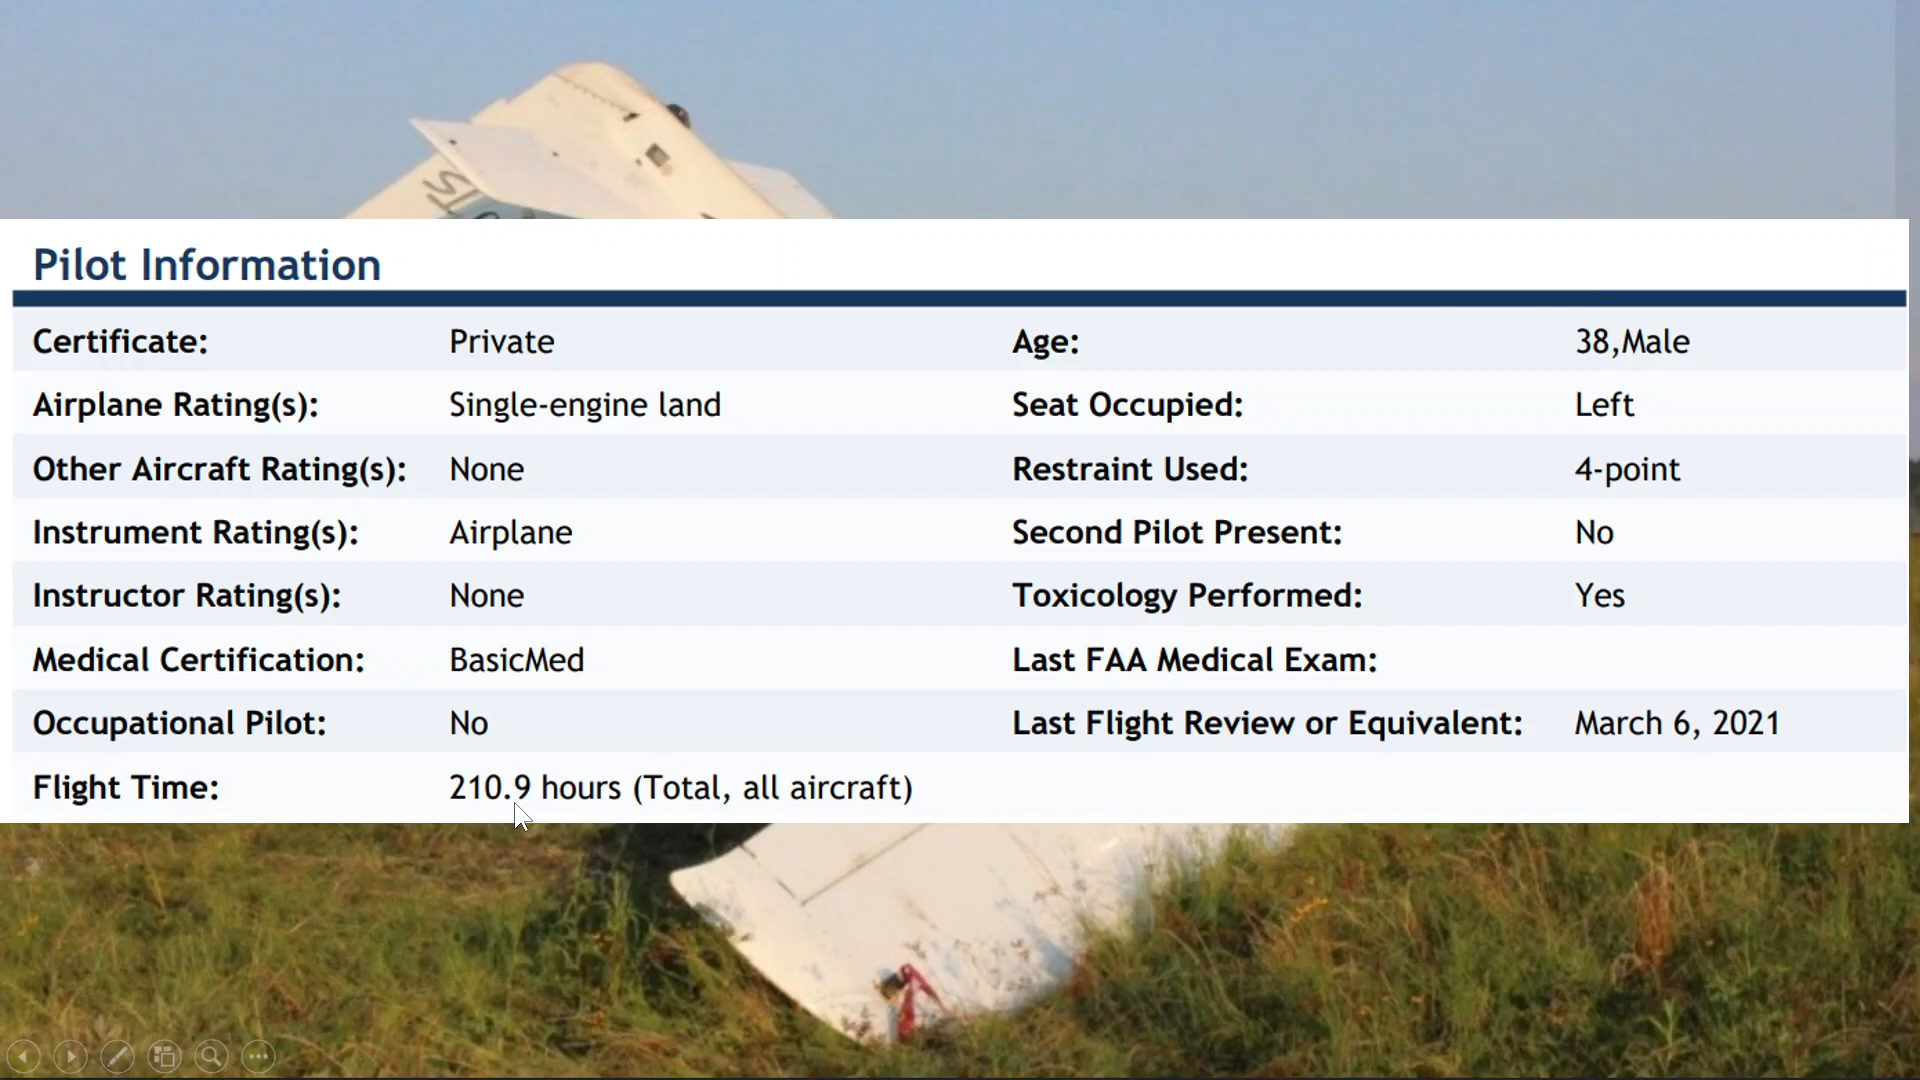 Pilot Information
Certificate: Private Age: 38,Male
Airplane Rating(s): Single-engine land Seat Occupied: Left
Other Aircraft Rating(s): None Restraint Used: 4-point
Instrument Rating(s): Airplane Second Pilot Present: No
Instructor Rating(s): None Toxicology Performed: Yes
Medical Certification: BasicMed Last FAA Medical Exam:
Occupational Pilot: No Last Flight Review or Equivalent: March 6, 2021
Flight Time: 210.9 hours (Total, all aircraft)